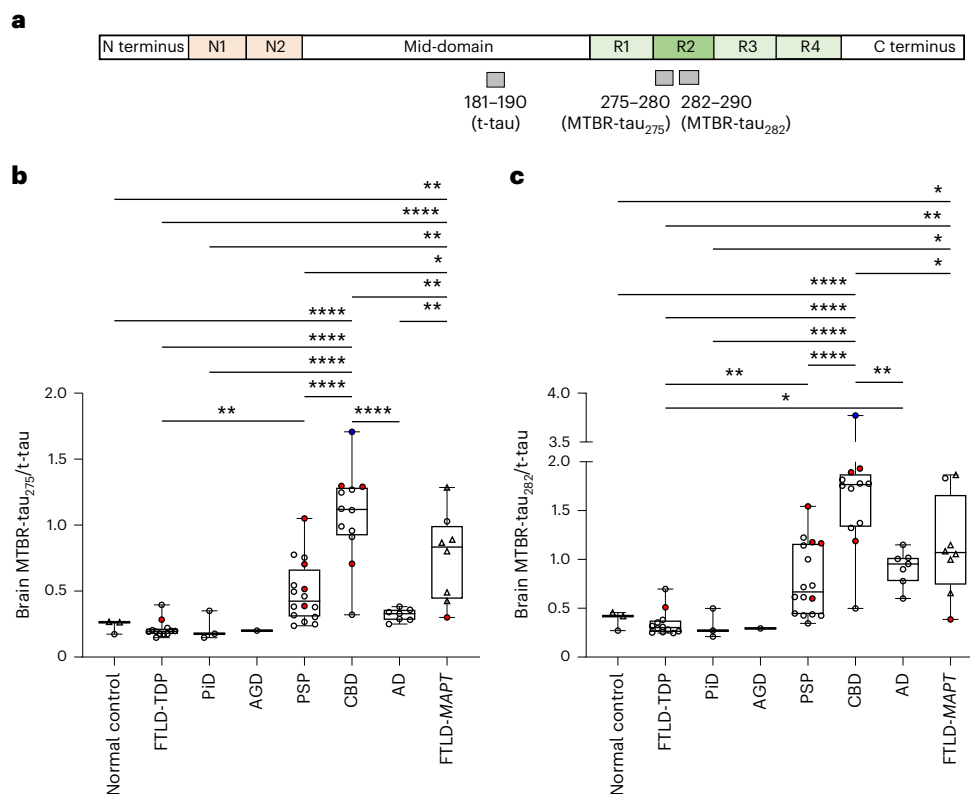 a
N terminus N1 N2 Mid-domain R1 R2 R3 R4 C terminus
181–190 275–280 282–290
(t-tau) (MTBR-tau275) (MTBR-tau282)
b
**
****
**
*
**
**
****
****
****
****
**
****
2.0
1.5
1.0
0.5
0
Brain MTBR-tau275/t-tau
Normal control
FTLD-TDP
PiD
AGD
PSP
CBD
AD
FTLD-MAPT
c
*
**
*
*
****
****
****
****
**
**
*
4.0
3.5
2.0
1.5
1.0
0.5
0
Brain MTBR-tau282/t-tau
Normal control
FTLD-TDP
PiD
AGD
PSP
CBD
AD
FTLD-MAPT